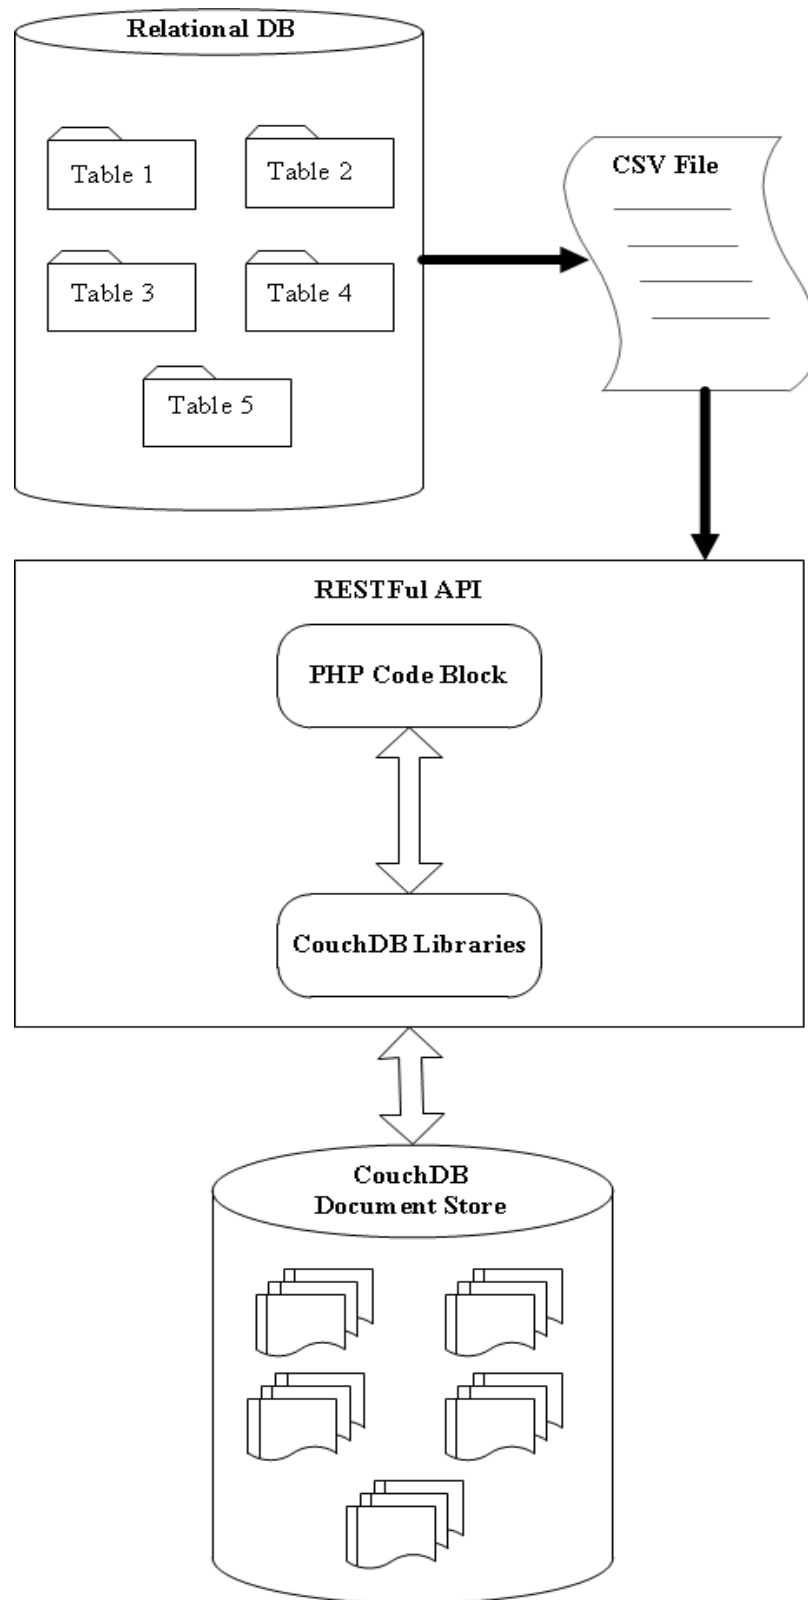 Relational DB
Table 1
Table 2
CSV File
Table 3
Table 4
Table 5
RESTFul API
PHP Code Block
CouchDB Libraries
CouchDB
Document Store